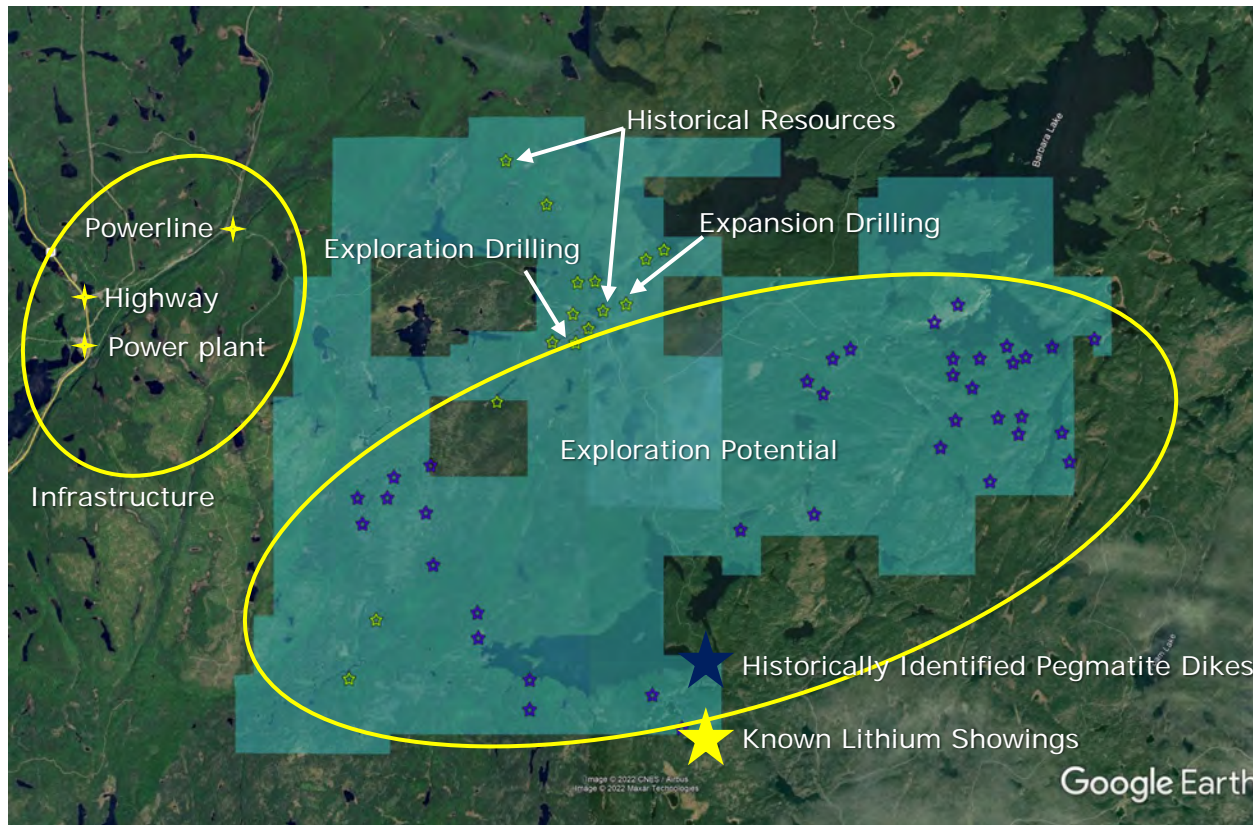 Historical Resources
Barbara Lake
Powerline
Exploration Drilling
Expansion Drilling
Highway
Power plant
Exploration Potential
Infrastructure
Lake
Historically Identified Pegmatite Dikes
Known Lithium Showings
Image © 2022 CNES / Airbus
Image © 2022 Maxar Technologies
Google Earth